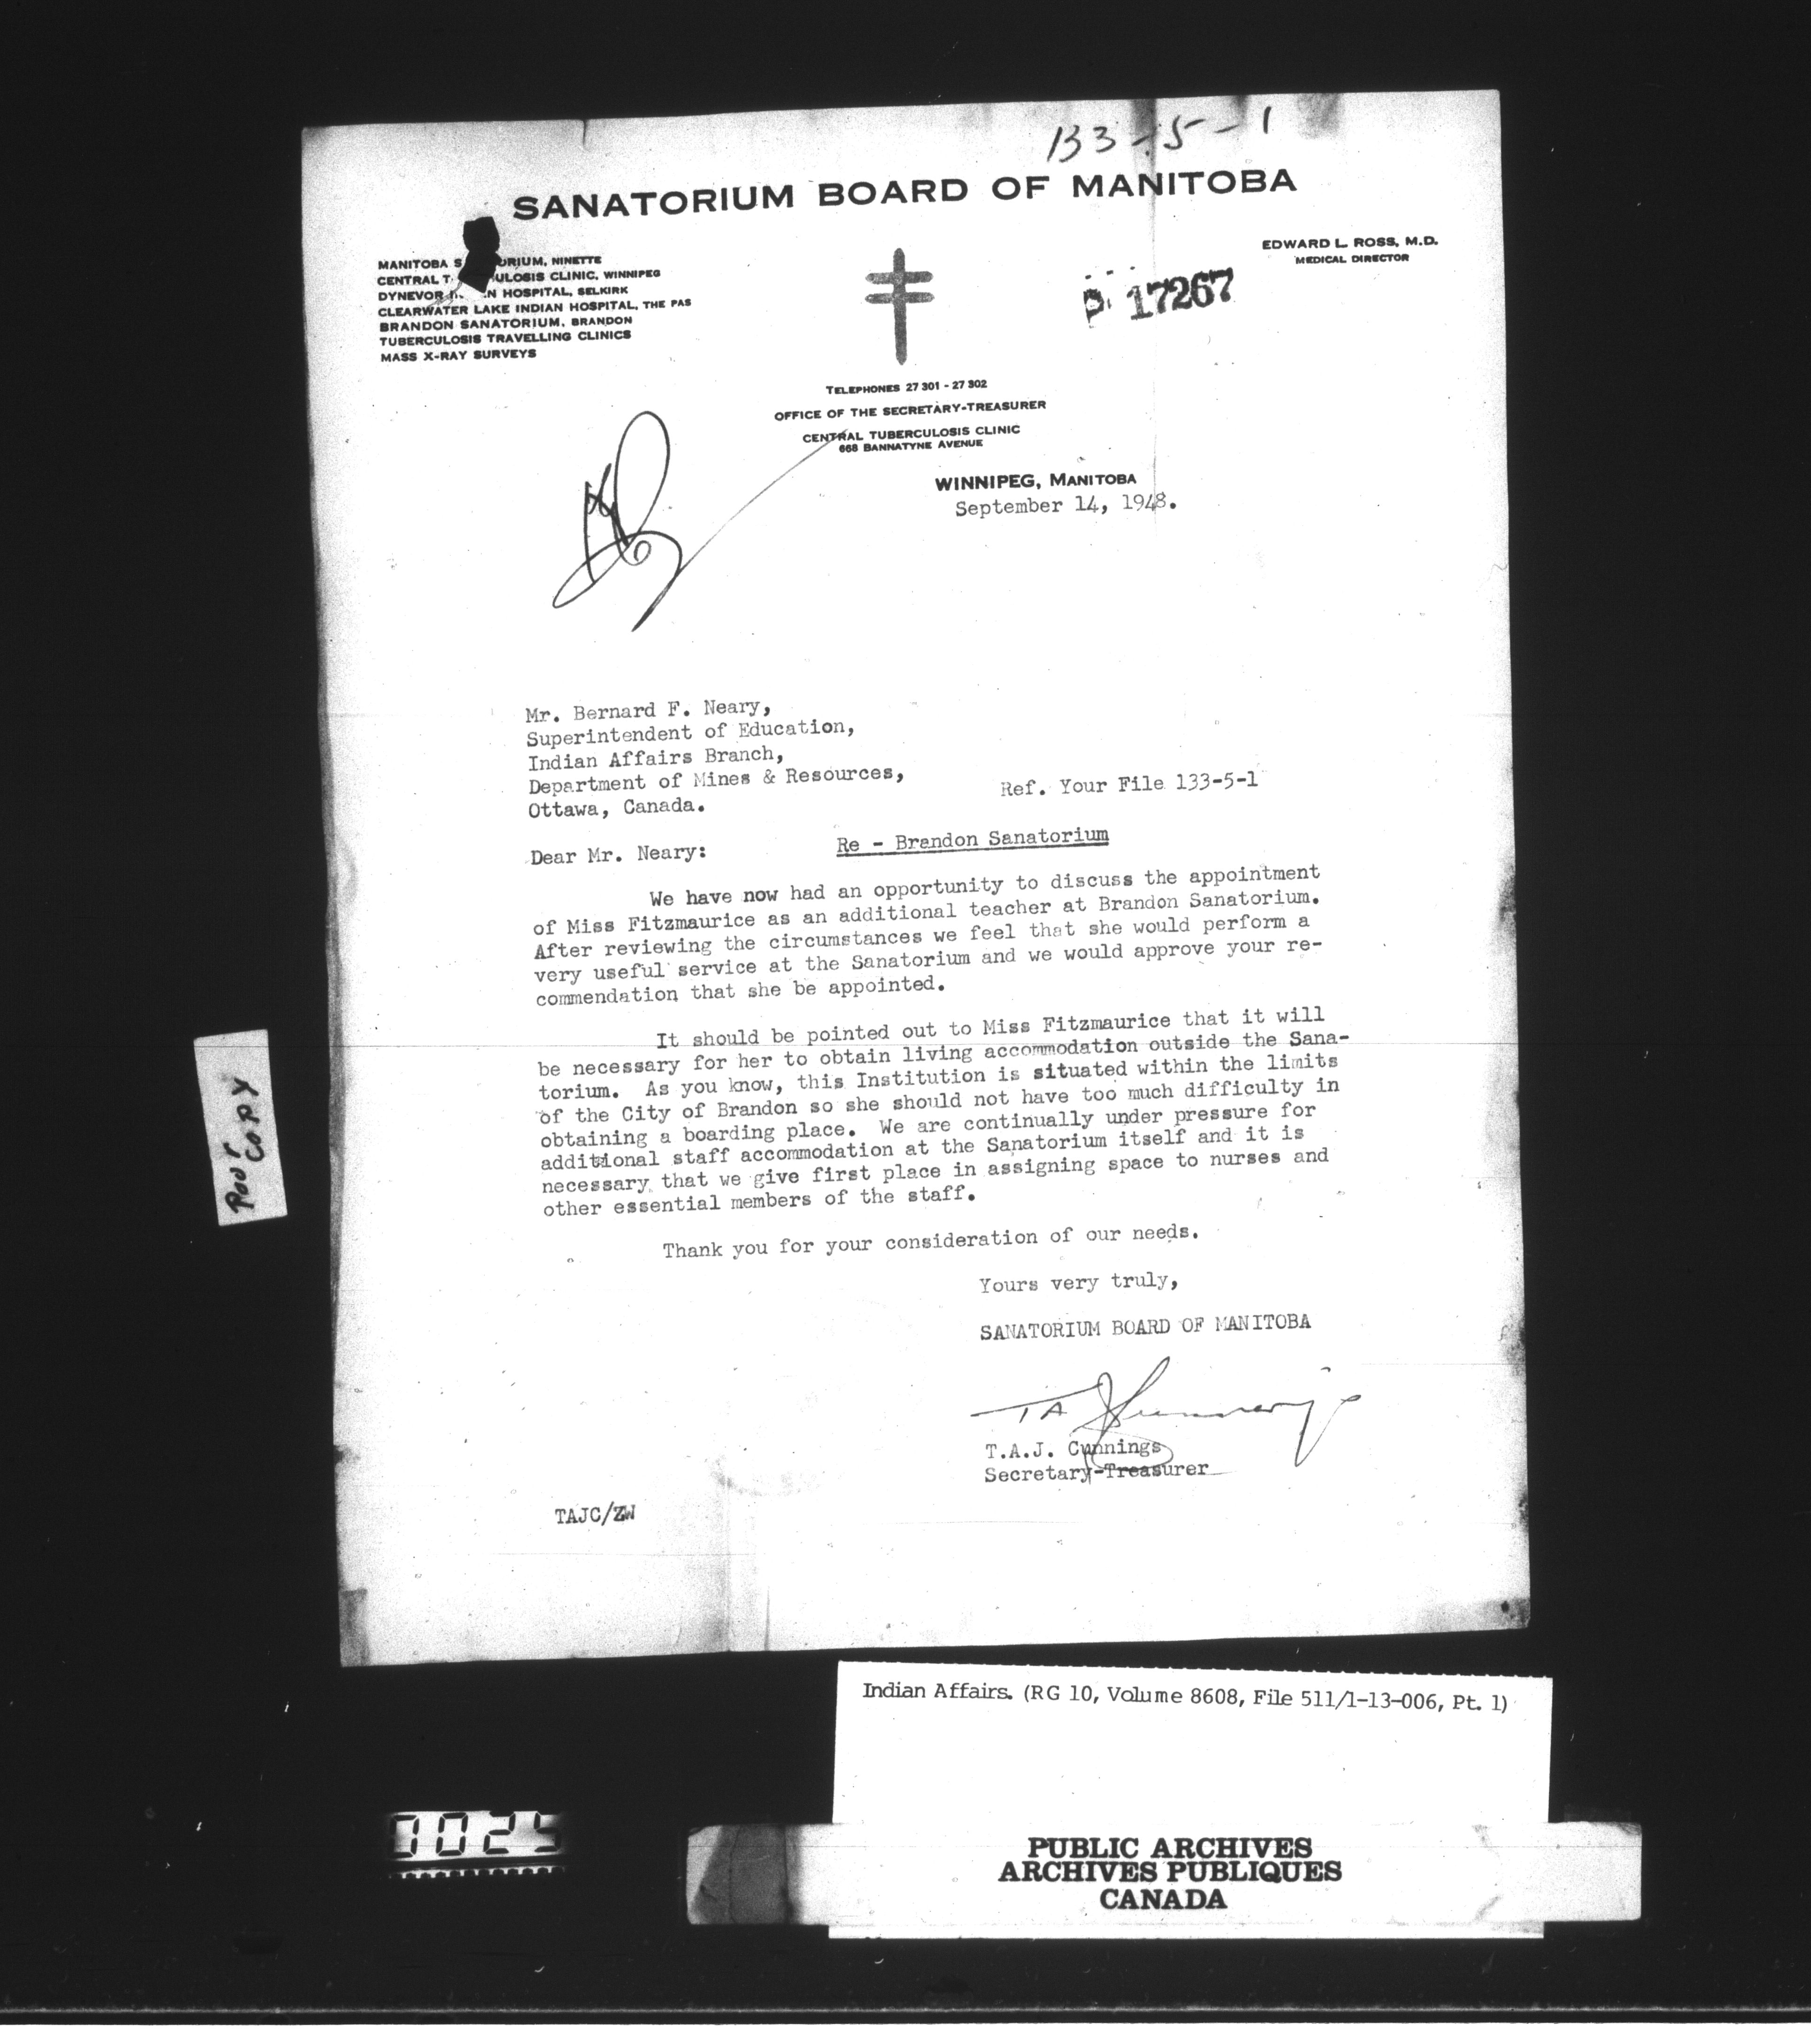 133-5-1
SANATORIUM BOARD OF MANITOBA
MANITOBA S ORIUM, NINETTE
CENTRAL T ULOSIS CLINIC, WINNIPEG
DYNEVOR N HOSPITAL, SELKIRK
CLEARWATER LAKE INDIAN HOSPITAL, THE PAS
BRANDON SANATORIUM, BRANDON
TUBERCULOSIS TRAVELLING CLINICS
MASS X-RAY SURVEYS
EDWARD L. ROSS, M.D.
MEDICAL DIRECTOR
17267
TELEPHONES 27 301 - 27 302
OFFICE OF THE SECRETARY-TREASURER
CENTRAL TUBERCULOSIS CLINIC
668 BANNATYNE AVENUE
WINNIPEG, MANITOBA
September 14, 1948.
Mr. Bernard F. Neary,
Superintendent of Education,
Indian Affairs Branch,
Department of Mines & Resources,
Ottawa, Canada.
Ref. Your File 133-5-1
Dear Mr. Neary:
Re - Brandon Sanatorium
We have now had an opportunity to discuss the appointment
of Miss Fitzmaurice as an additional teacher at Brandon Sanatorium.
After reviewing the circumstances we feel that she would perform a
very useful service at the Sanatorium and we would approve your re-
commendation that she be appointed.
It should be pointed out to Miss Fitzmaurice that it will
be necessary for her to obtain living accommodation outside the Sana-
torium. As you know, this Institution is situated within the limits
of the City of Brandon so she should not have too much difficulty in
obtaining a boarding place. We are continually under pressure for
additional staff accommodation at the Sanatorium itself and it is
necessary that we give first place in assigning space to nurses and
other essential members of the staff.
Thank you for your consideration of our needs.
Yours very truly,
SANATORIUM BOARD OF MANITOBA
T.A.J. Cunnings
Secretary-Treasurer
TAJC/ZW
POOR
COPY
Indian Affairs. (RG 10, Volume 8608, File 511/1-13-006, Pt. 1)
PUBLIC ARCHIVES
ARCHIVES PUBLIQUES
CANADA